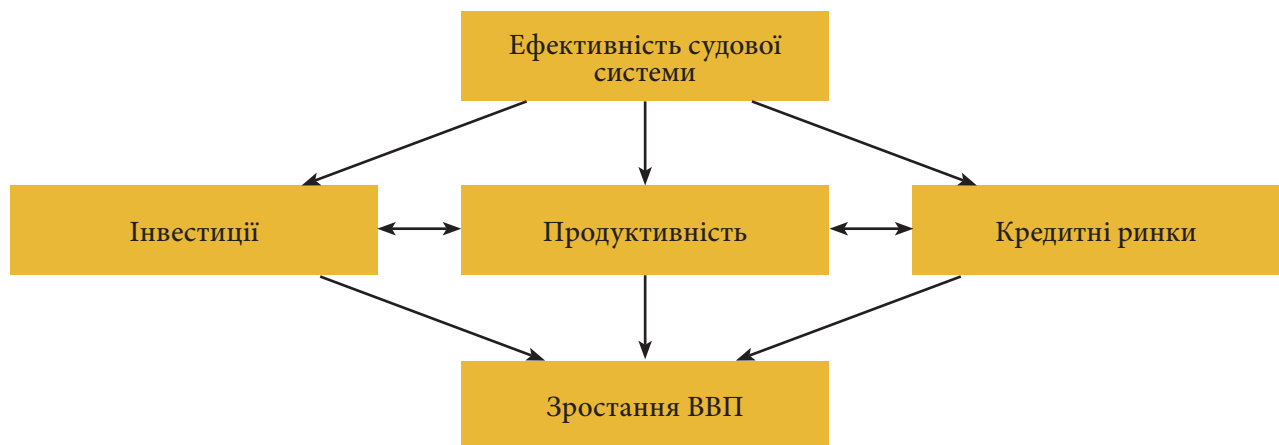 Ефективність судової
системи
Інвестиції
Продуктивність
Кредитні ринки
Зростання ВВП